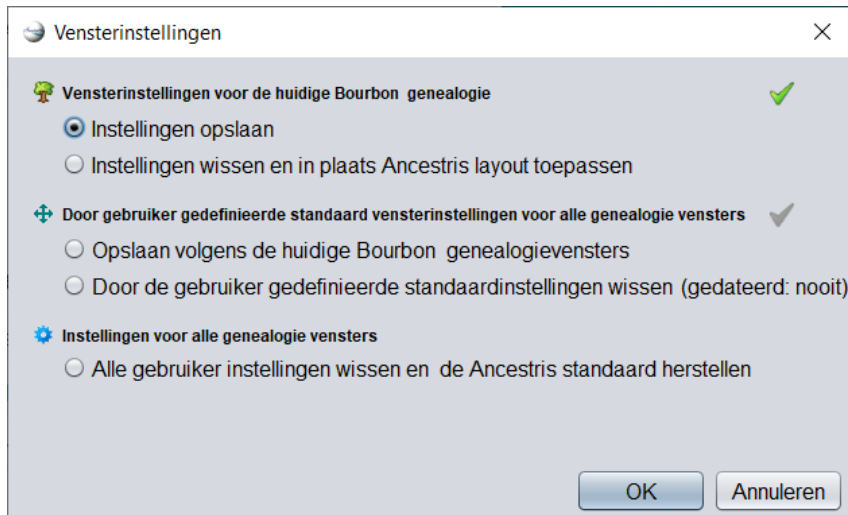 Vensterinstellingen
Vensterinstellingen voor de huidige Bourbon genealogie
Instellingen opslaan
Instellingen wissen en in plaats Ancestris layout toepassen
Door gebruiker gedefinieerde standaard vensterinstellingen voor alle genealogie vensters
Opslaan volgens de huidige Bourbon genealogievensters
Door de gebruiker gedefinieerde standaardinstellingen wissen (gedateerd: nooit)
Instellingen voor alle genealogie vensters
Alle gebruiker instellingen wissen en de Ancestris standaard herstellen
OK Annuleren